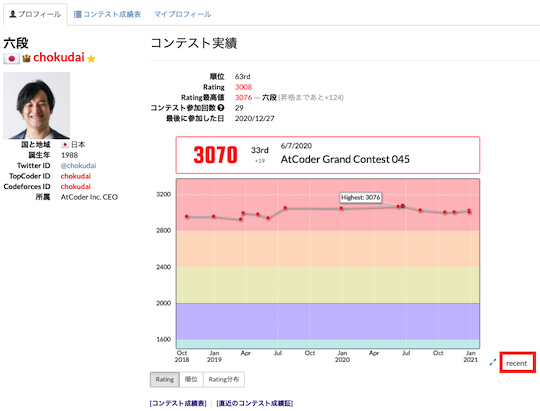 プロフィール コンテスト成績表 マイプロフィール
六段
chokudai
国と地域 日本
誕生年 1988
Twitter ID @chokudai
TopCoder ID chokudai
Codeforces ID chokudai
所属 AtCoder Inc. CEO
コンテスト実績
順位 63rd
Rating 3008
Rating最高値 3076 ― 六段 (昇格まであと+124)
コンテスト参加回数 29
最後に参加した日 2020/12/27
3070 33rd 6/7/2020
+19 AtCoder Grand Contest 045
Highest: 3076
3200
2800
2400
2000
1600
Oct Jan Apr Jul Oct Jan Apr Jul Oct Jan
2018 2019 2020 2021
recent
Rating 順位 Rating分布
[コンテスト成績表] | [直近のコンテスト成績証]